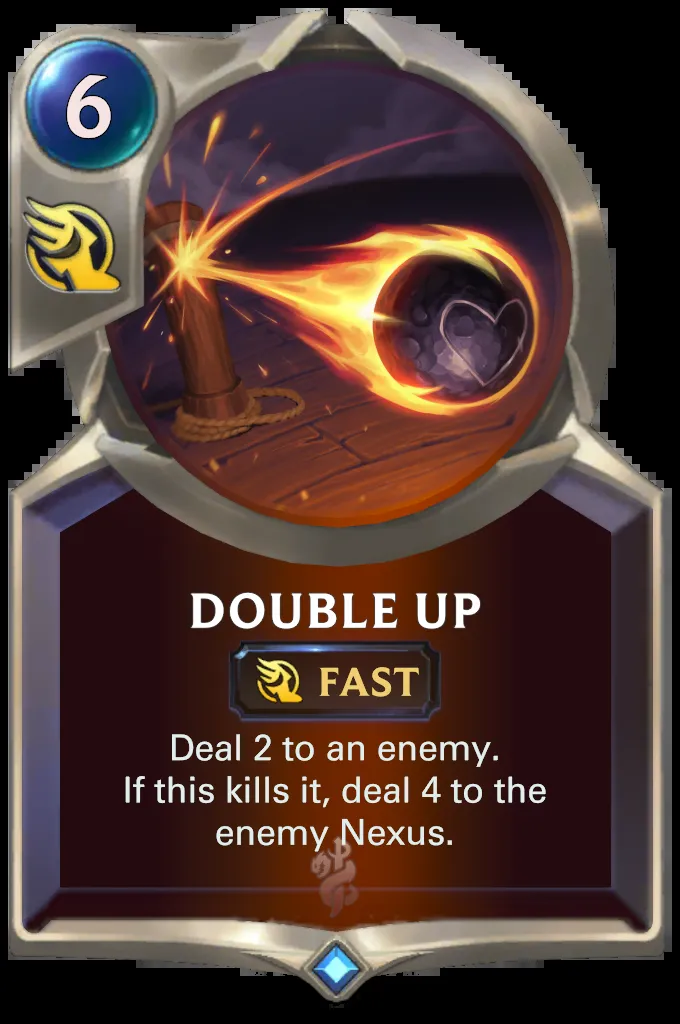 6
DOUBLE UP
FAST
Deal 2 to an enemy.
If this kills it, deal 4 to the
enemy Nexus.